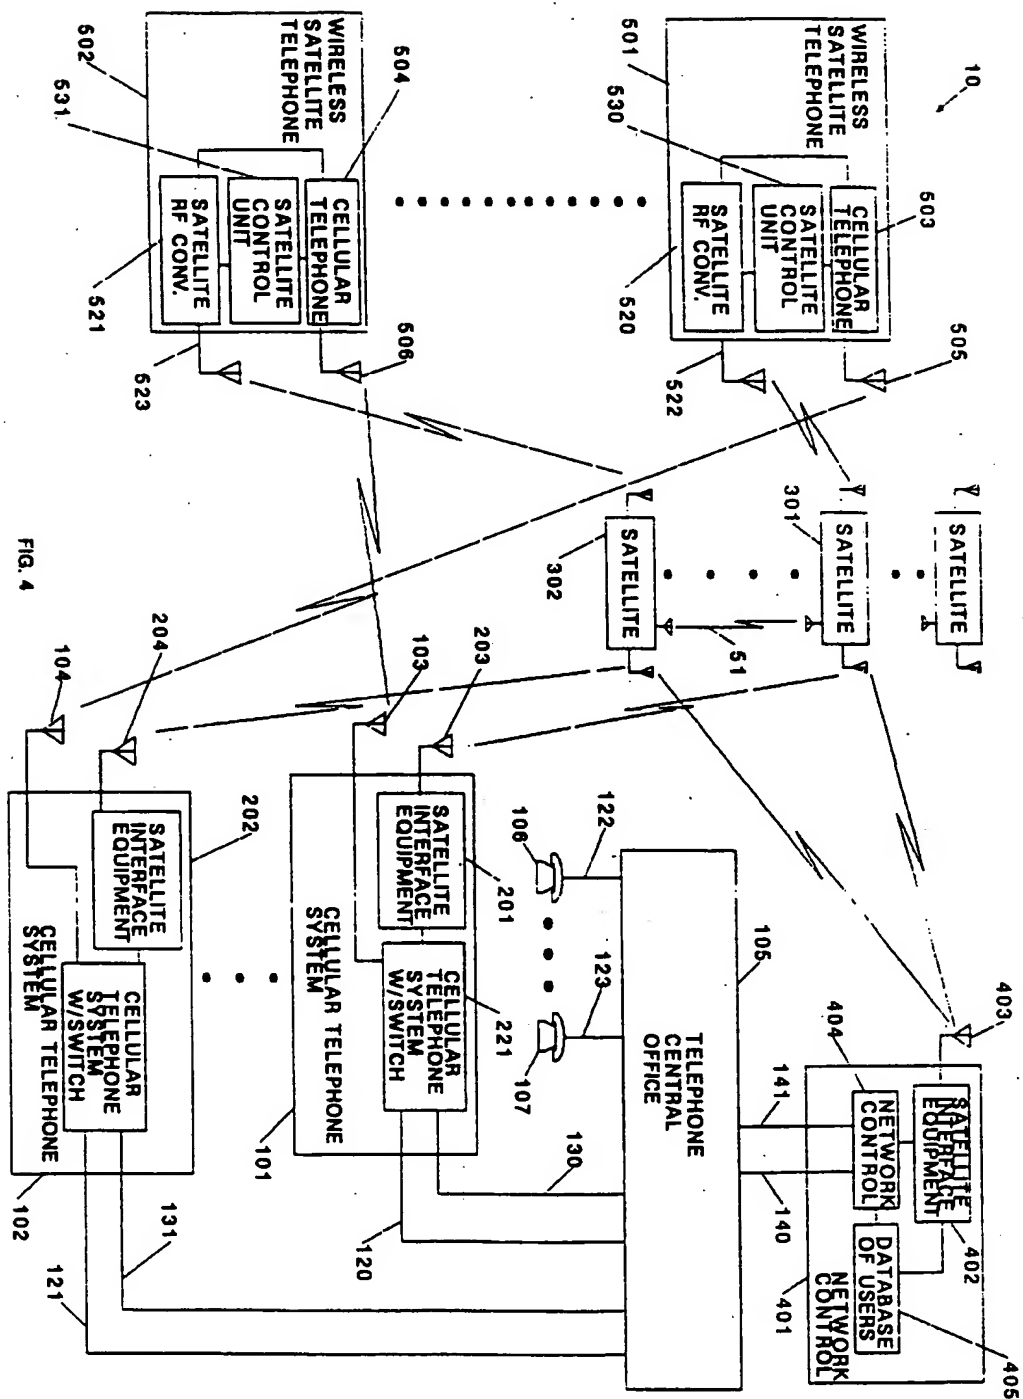 10
501
WIRELESS
SATELLITE
TELEPHONE
530
503
CELLULAR
TELEPHONE
SATELLITE
CONTROL
UNIT
SATELLITE
RF CONV.
520
505
522
502
WIRELESS
SATELLITE
TELEPHONE
504
531
CELLULAR
TELEPHONE
SATELLITE
CONTROL
UNIT
SATELLITE
RF CONV.
521
506
523
SATELLITE
301
SATELLITE
51
302
SATELLITE
403
404
SATELLITE
INTERFACE
EQUIPMENT
402
NETWORK
CONTROL
DATABASE
OF USERS
405
NETWORK
CONTROL
401
141
140
105
TELEPHONE
CENTRAL
OFFICE
122
123
106
107
203
103
SATELLITE
INTERFACE
EQUIPMENT
201
CELLULAR
TELEPHONE
SYSTEM
W/SWITCH
221
CELLULAR TELEPHONE
SYSTEM
101
130
120
204
104
202
SATELLITE
INTERFACE
EQUIPMENT
CELLULAR
TELEPHONE
SYSTEM
W/SWITCH
CELLULAR TELEPHONE
SYSTEM
102
131
121
FIG. 4